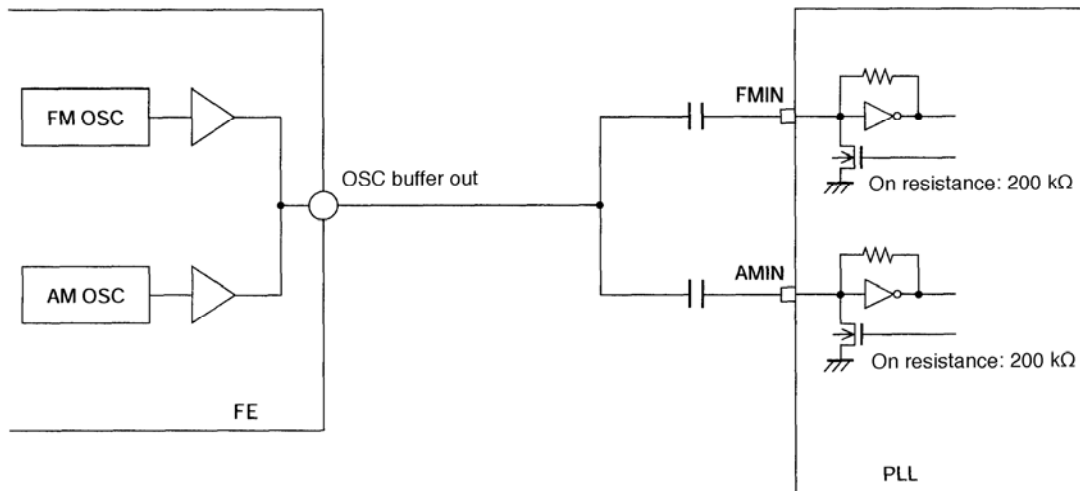 FM OSC
AM OSC
FE
OSC buffer out
FMIN
On resistance: 200 kΩ
AMIN
On resistance: 200 kΩ
PLL